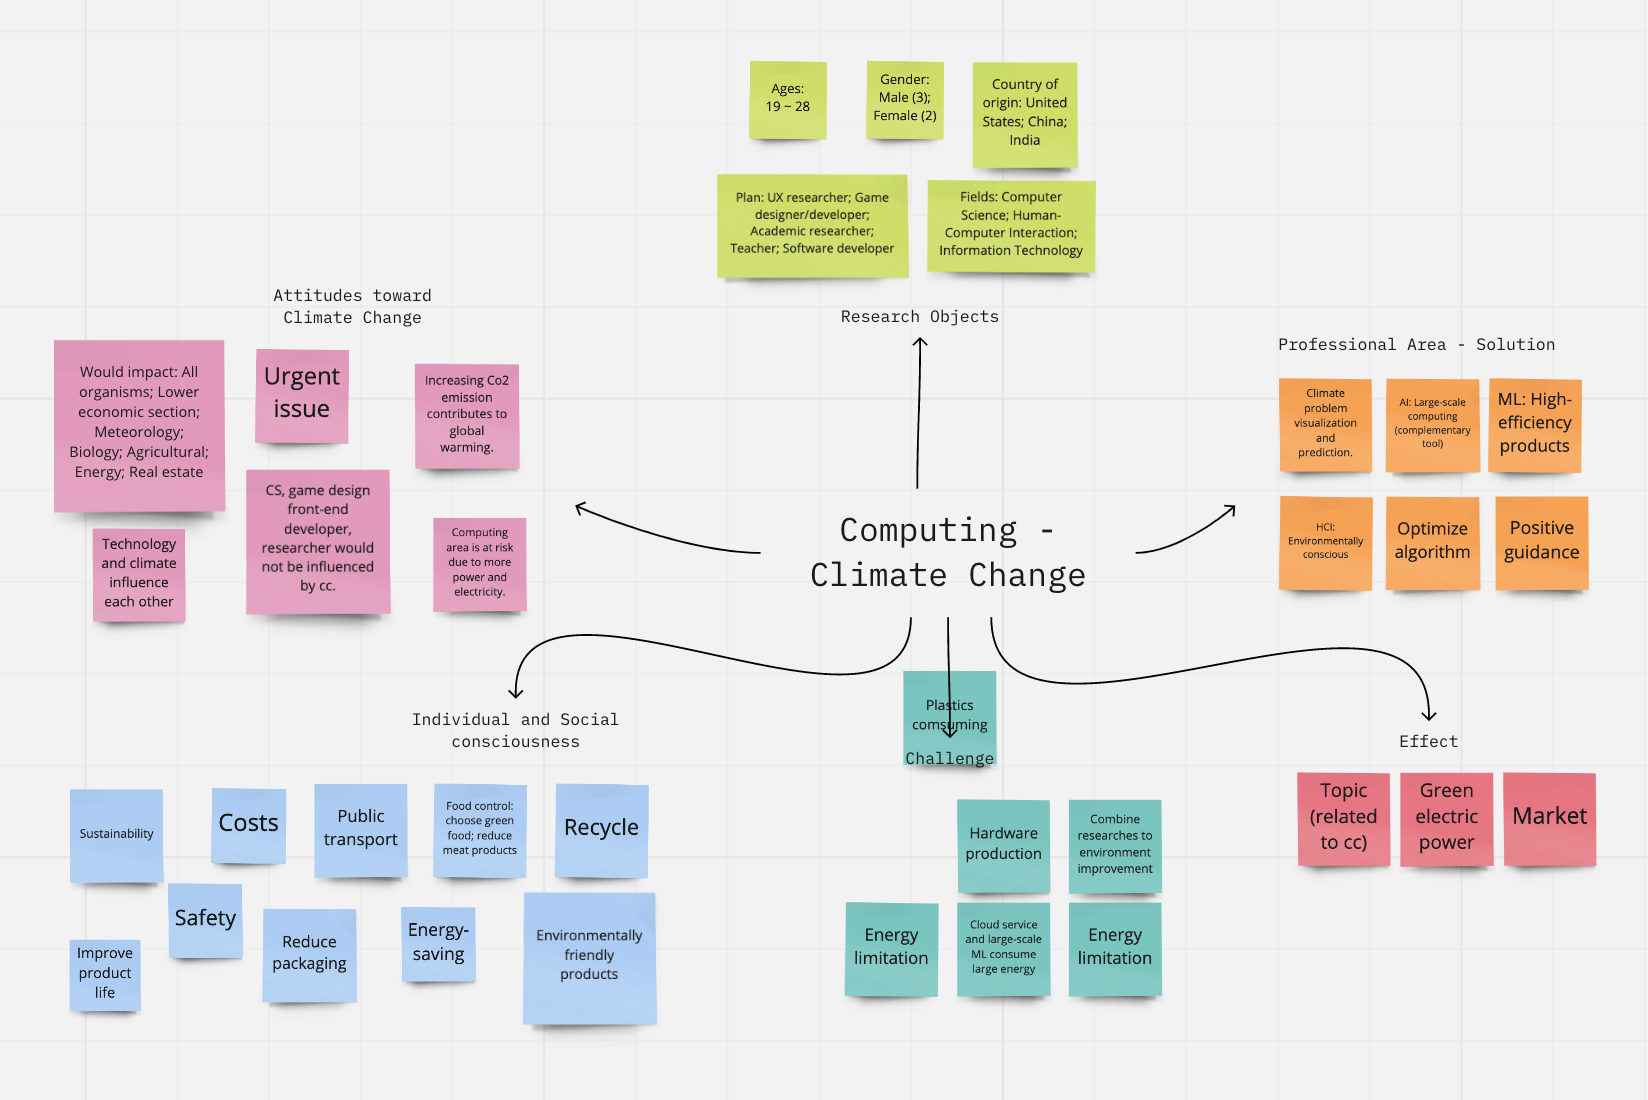 Ages:
19 ~ 28
Gender:
Male (3);
Female (2)
Country of
origin: United
States; China;
India
Plan: UX researcher; Game
designer/developer;
Academic researcher;
Teacher; Software developer
Fields: Computer
Science; Human-
Computer Interaction;
Information Technology
Research Objects
Attitudes toward
Climate Change
Would impact: All
organisms; Lower
economic section;
Meteorology;
Biology; Agricultural;
Energy; Real estate
Urgent
issue
Increasing Co2
emission
contributes to
global
warming.
Technology
and climate
influence
each other
CS, game design
front-end
developer,
researcher would
not be influenced
by cc.
Computing
area is at risk
due to more
power and
electricity.
Professional Area - Solution
Climate
problem
visualization
and
prediction.
AI: Large-scale
computing
(complementary
tool)
ML: High-
efficiency
products
HCI:
Environmentally
conscious
Optimize
algorithm
Positive
guidance
Computing -
Climate Change
Individual and Social
consciousness
Sustainability
Costs
Public
transport
Food control:
choose green
food; reduce
meat products
Recycle
Safety
Improve
product
life
Reduce
packaging
Energy-
saving
Environmentally
friendly
products
Plastics
comsuming
Challenge
Hardware
production
Combine
researches to
environment
improvement
Energy
limitation
Cloud service
and large-scale
ML consume
large energy
Energy
limitation
Effect
Topic
(related
to cc)
Green
electric
power
Market